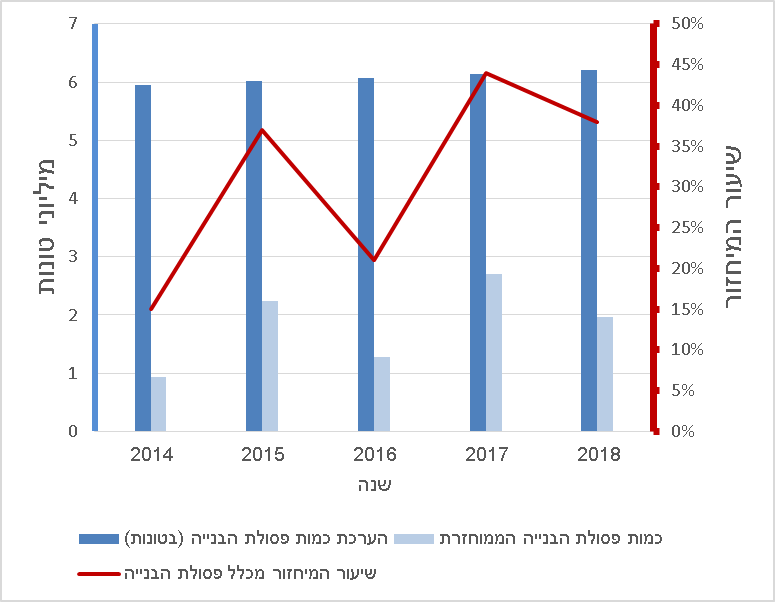 7
6
5
4
3
2
1
0
מיליוני טונות
50%
45%
40%
35%
30%
25%
20%
15%
10%
5%
0%
שיעור המיחזור
2014 2015 2016 2017 2018
שנה
הערכת כמות פסולת הבנייה (בטונות)
כמות פסולת הבנייה הממוחזרת
שיעור המיחזור מכלל פסולת הבנייה